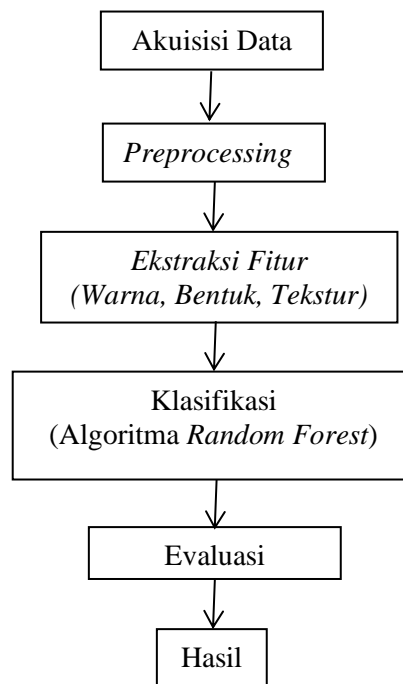 Akuisisi Data
Preprocessing
Ekstraksi Fitur
(Warna, Bentuk, Tekstur)
Klasifikasi
(Algoritma Random Forest)
Evaluasi
Hasil